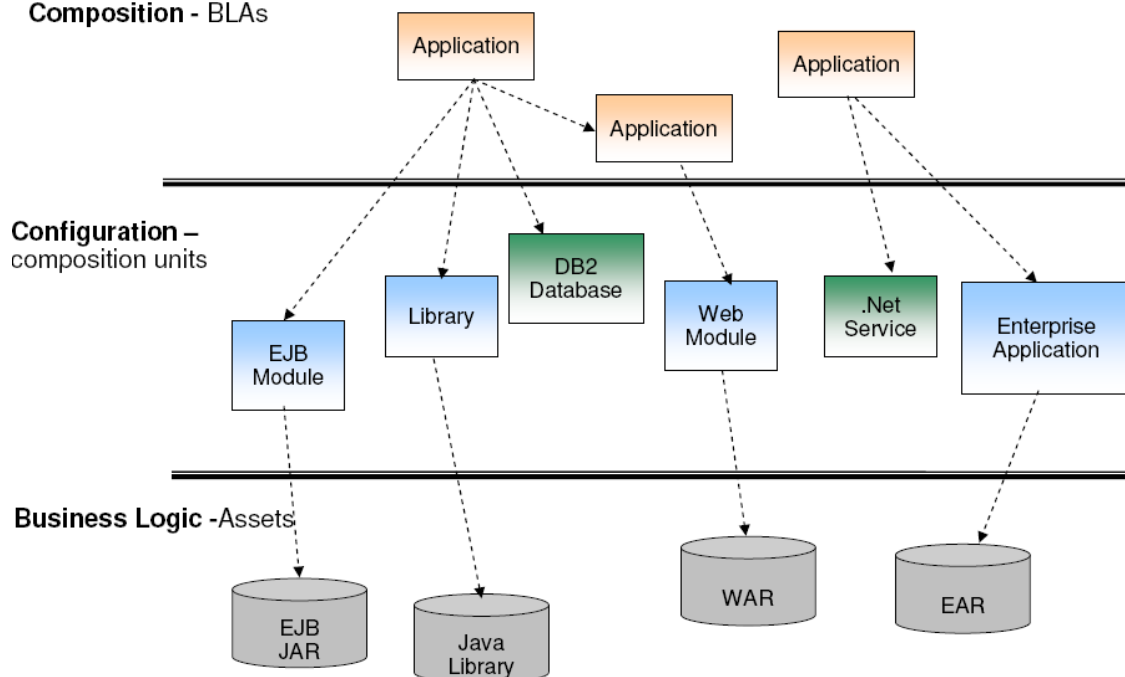 Composition - BLAs
Application
Application
Application
Configuration –
composition units
DB2
Database
Library
.Net
Service
Web
Module
Enterprise
Application
EJB
Module
Business Logic -Assets
WAR
EAR
EJB
JAR
Java
Library